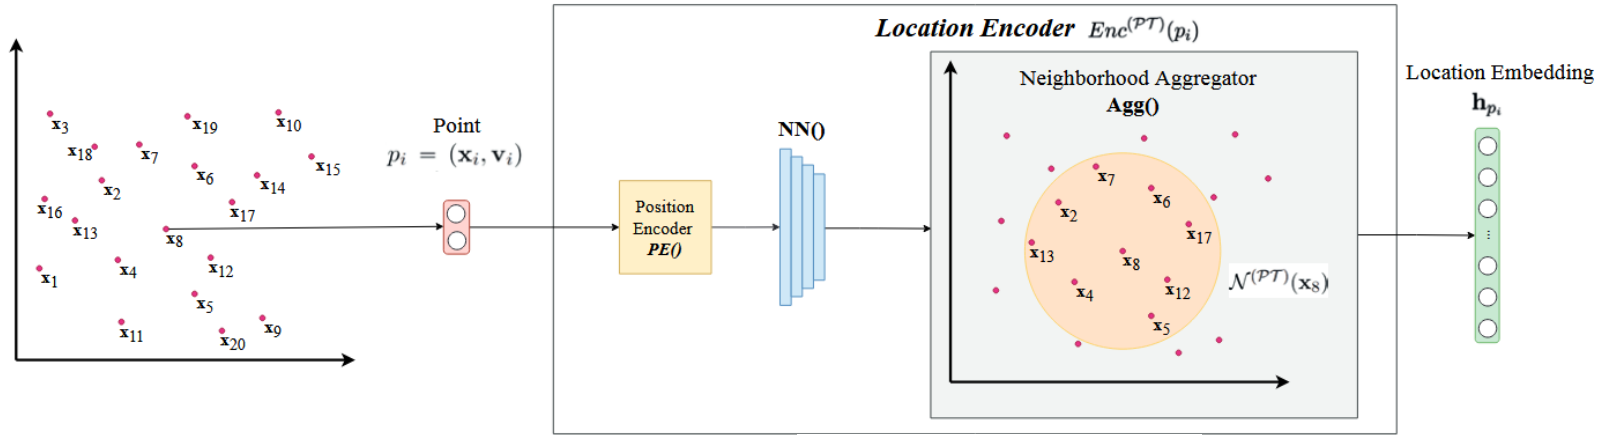 x₃
x₁₈
x₇
x₁₉
x₁₀
x₂
x₆
x₁₄
x₁₅
x₁₆
x₁₃
x₁₇
x₈
x₁
x₄
x₁₂
x₅
x₁₁
x₂₀
x₉
Point
pᵢ = (xᵢ, vᵢ)
Location Encoder Enc^(𝒫𝒯)(pᵢ)
Position
Encoder
PE()
NN()
Neighborhood Aggregator
Agg()
x₇
x₂
x₆
x₁₇
x₁₃
x₈
x₄
x₁₂
x₅
𝒩^(𝒫𝒯)(x₈)
Location Embedding
h_{pᵢ}